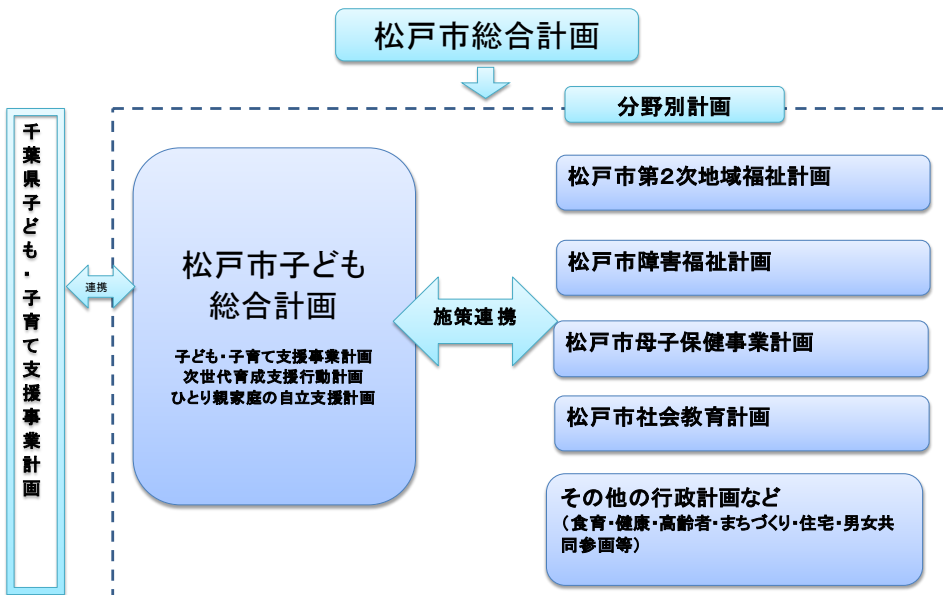 松戸市総合計画
分野別計画
千葉県子ども・子育て支援事業計画
連携
松戸市子ども
総合計画
子ども・子育て支援事業計画
次世代育成支援行動計画
ひとり親家庭の自立支援計画
施策連携
松戸市第2次地域福祉計画
松戸市障害福祉計画
松戸市母子保健事業計画
松戸市社会教育計画
その他の行政計画など
（食育・健康・高齢者・まちづくり・住宅・男女共
同参画等）